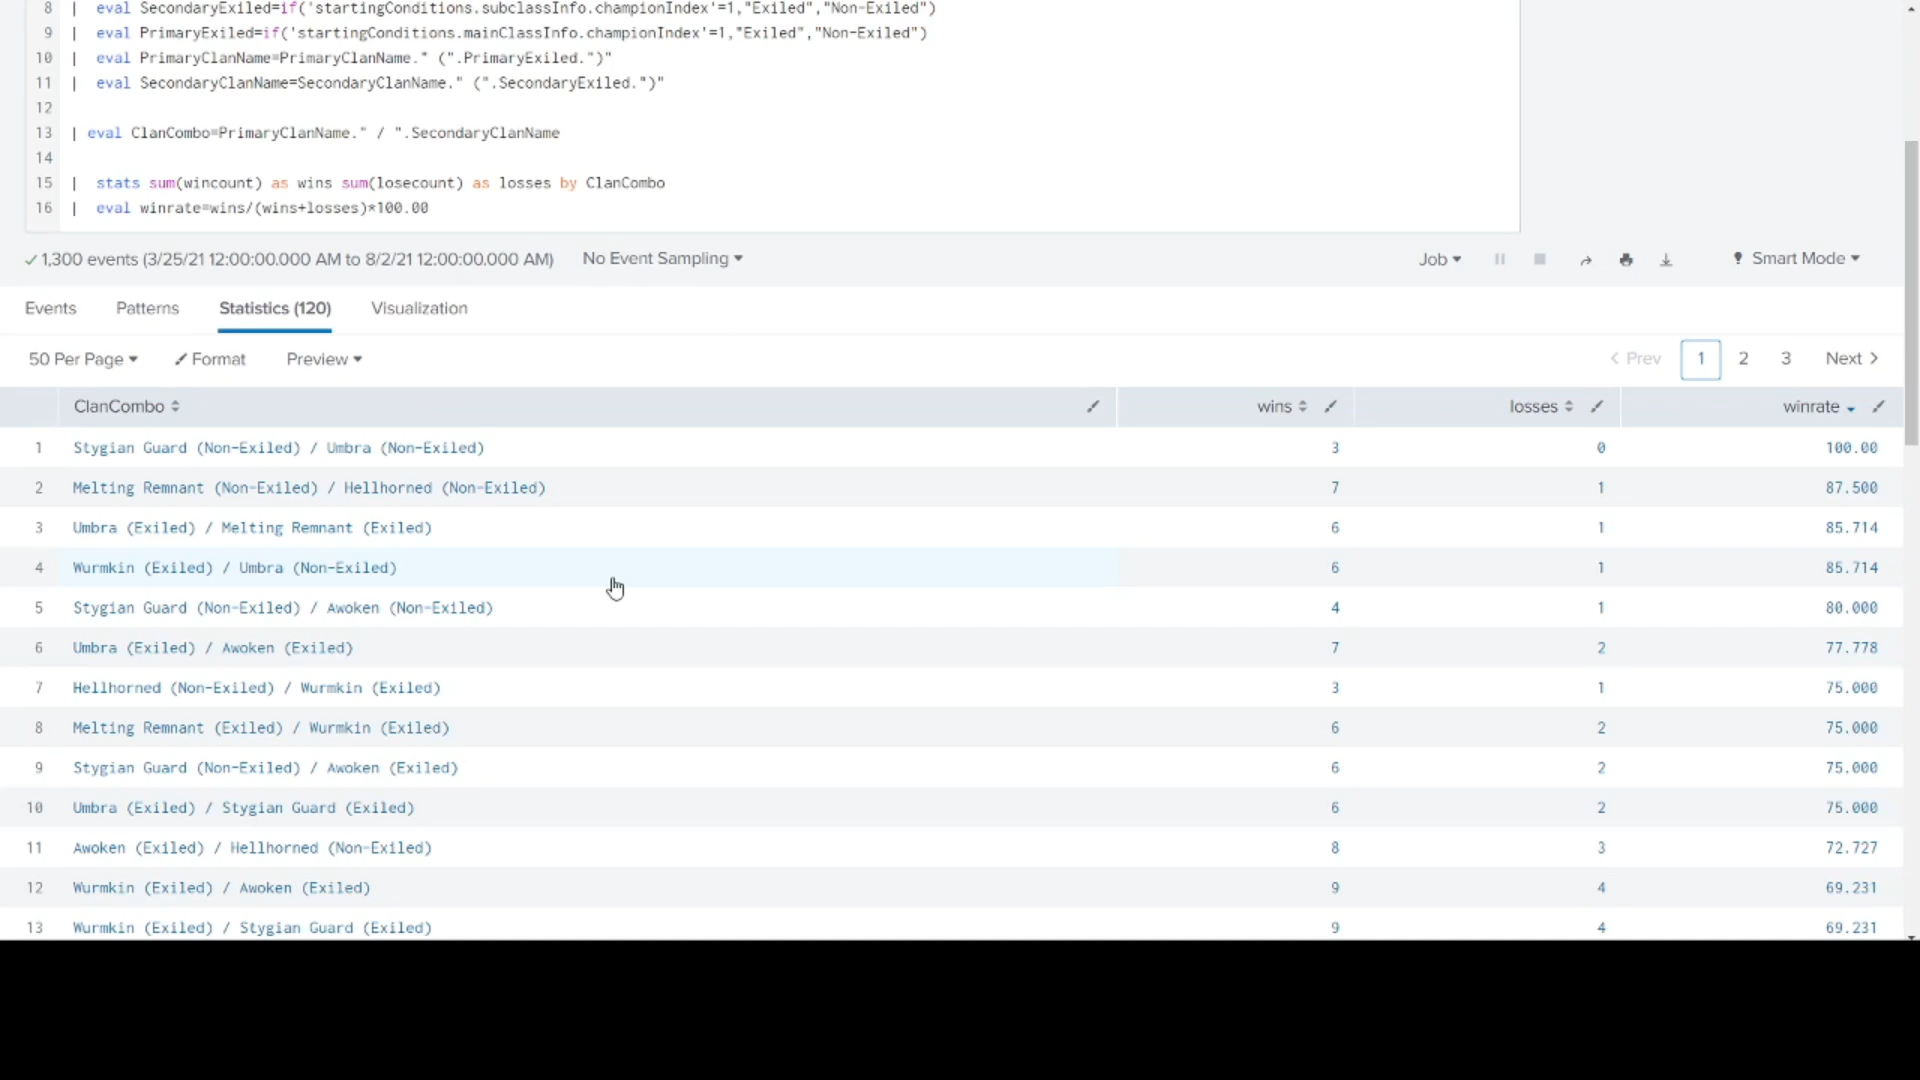 8 | eval SecondaryExiled=if('startingConditions.subclassInfo.championIndex'=1,"Exiled","Non-Exiled")
9 | eval PrimaryExiled=if('startingConditions.mainClassInfo.championIndex'=1,"Exiled","Non-Exiled")
10 | eval PrimaryClanName=PrimaryClanName." (".PrimaryExiled.")"
11 | eval SecondaryClanName=SecondaryClanName." (".SecondaryExiled.")"
12
13 | eval ClanCombo=PrimaryClanName." / ".SecondaryClanName
14
15 | stats sum(wincount) as wins sum(losecount) as losses by ClanCombo
16 | eval winrate=wins/(wins+losses)*100.00
1,300 events (3/25/21 12:00:00.000 AM to 8/2/21 12:00:00.000 AM) No Event Sampling Job Smart Mode
Events Patterns Statistics (120) Visualization
50 Per Page Format Preview Prev 1 2 3 Next
ClanCombo wins losses winrate
1 Stygian Guard (Non-Exiled) / Umbra (Non-Exiled) 3 0 100.00
2 Melting Remnant (Non-Exiled) / Hellhorned (Non-Exiled) 7 1 87.500
3 Umbra (Exiled) / Melting Remnant (Exiled) 6 1 85.714
4 Wurmkin (Exiled) / Umbra (Non-Exiled) 6 1 85.714
5 Stygian Guard (Non-Exiled) / Awoken (Non-Exiled) 4 1 80.000
6 Umbra (Exiled) / Awoken (Exiled) 7 2 77.778
7 Hellhorned (Non-Exiled) / Wurmkin (Exiled) 3 1 75.000
8 Melting Remnant (Exiled) / Wurmkin (Exiled) 6 2 75.000
9 Stygian Guard (Non-Exiled) / Awoken (Exiled) 6 2 75.000
10 Umbra (Exiled) / Stygian Guard (Exiled) 6 2 75.000
11 Awoken (Exiled) / Hellhorned (Non-Exiled) 8 3 72.727
12 Wurmkin (Exiled) / Awoken (Exiled) 9 4 69.231
13 Wurmkin (Exiled) / Stygian Guard (Exiled) 9 4 69.231